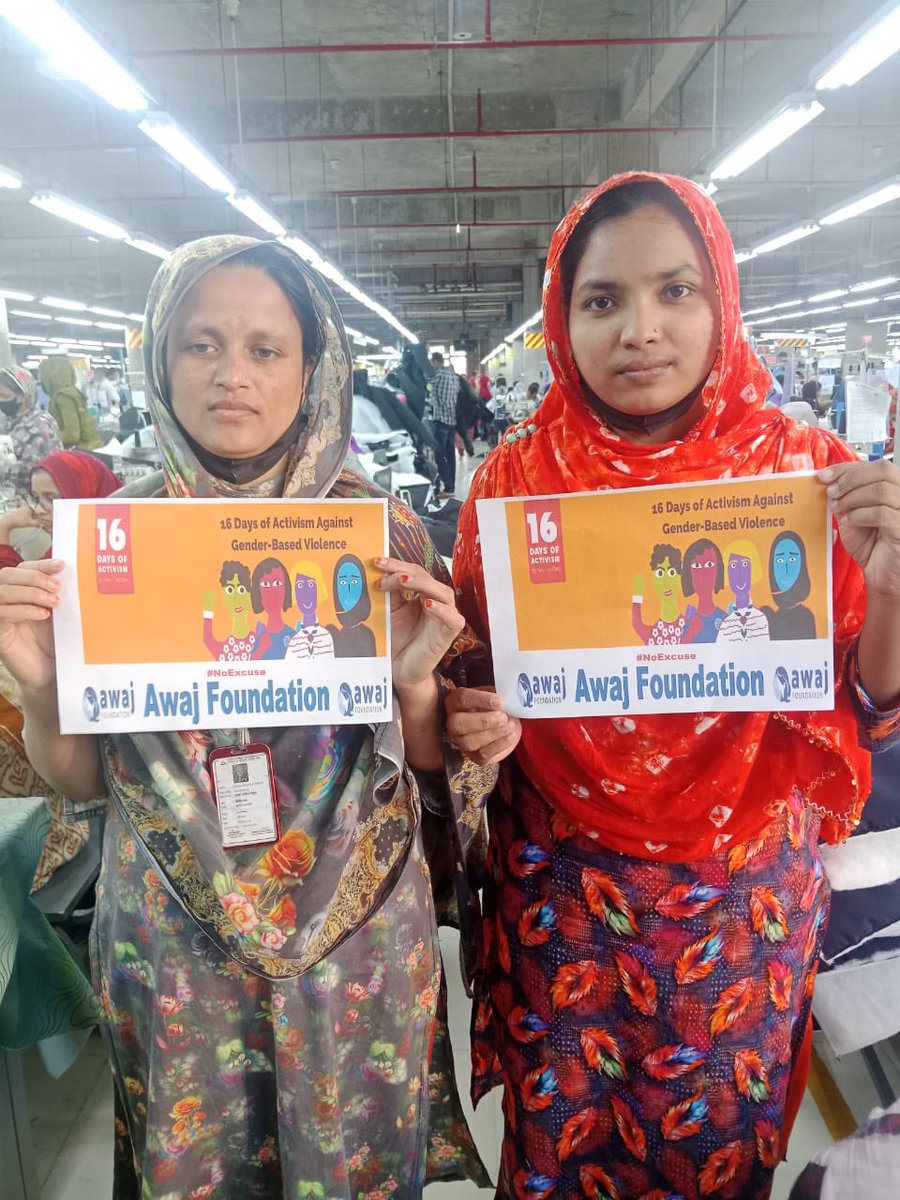 16
DAYS OF
ACTIVISM
16 Days of Activism Against
Gender-Based Violence
#NoExcuse
awaj
FOUNDATION
Awaj Foundation
awaj
FOUNDATION
16
DAYS OF
ACTIVISM
16 Days of Activism Against
Gender-Based Violence
#NoExcuse
awaj
FOUNDATION
Awaj Foundation
awaj
FOUNDATION